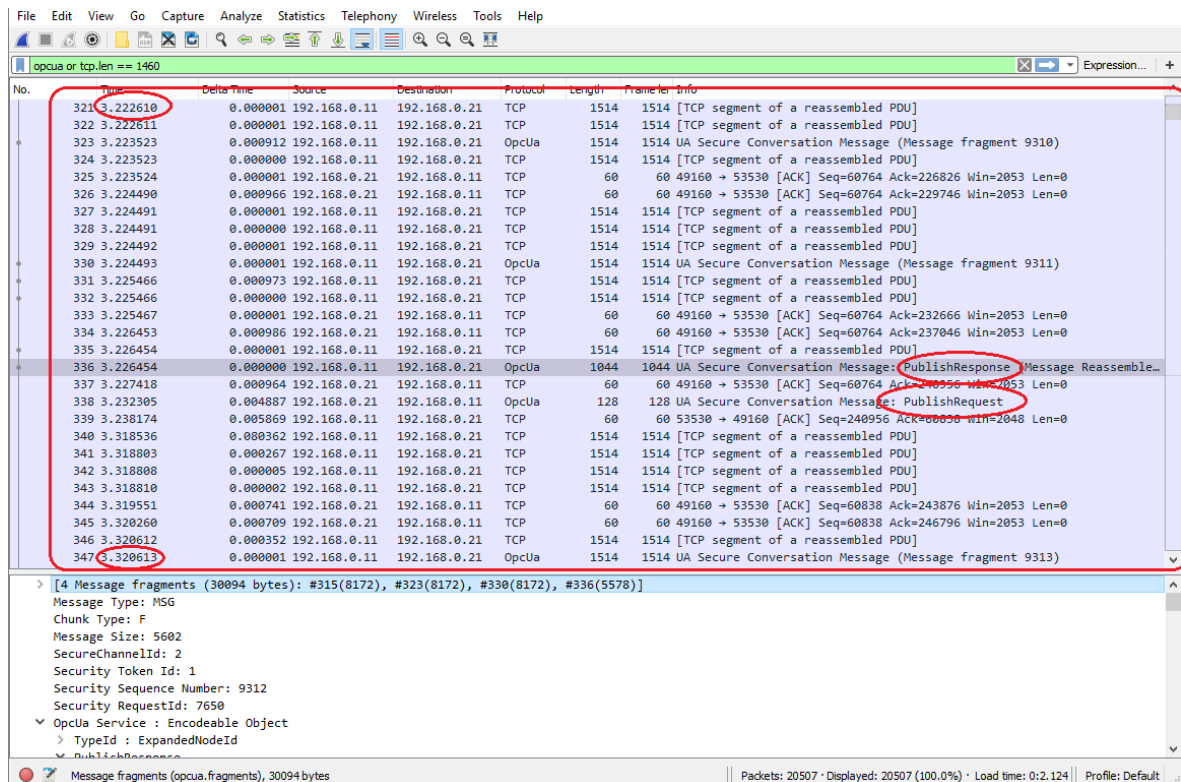 File Edit View Go Capture Analyze Statistics Telephony Wireless Tools Help
opcua or tcp.len == 1460 Expression... +
No. Time Delta Time Source Destination Protocol Length Frame ler Info
321 3.222610 0.000001 192.168.0.11 192.168.0.21 TCP 1514 1514 [TCP segment of a reassembled PDU]
322 3.222611 0.000001 192.168.0.11 192.168.0.21 TCP 1514 1514 [TCP segment of a reassembled PDU]
323 3.223523 0.000912 192.168.0.11 192.168.0.21 OpcUa 1514 1514 UA Secure Conversation Message (Message fragment 9310)
324 3.223523 0.000000 192.168.0.11 192.168.0.21 TCP 1514 1514 [TCP segment of a reassembled PDU]
325 3.223524 0.000001 192.168.0.21 192.168.0.11 TCP 60 60 49160 → 53530 [ACK] Seq=60764 Ack=226826 Win=2053 Len=0
326 3.224490 0.000966 192.168.0.21 192.168.0.11 TCP 60 60 49160 → 53530 [ACK] Seq=60764 Ack=229746 Win=2053 Len=0
327 3.224491 0.000001 192.168.0.11 192.168.0.21 TCP 1514 1514 [TCP segment of a reassembled PDU]
328 3.224491 0.000000 192.168.0.11 192.168.0.21 TCP 1514 1514 [TCP segment of a reassembled PDU]
329 3.224492 0.000001 192.168.0.11 192.168.0.21 TCP 1514 1514 [TCP segment of a reassembled PDU]
330 3.224493 0.000001 192.168.0.11 192.168.0.21 OpcUa 1514 1514 UA Secure Conversation Message (Message fragment 9311)
331 3.225466 0.000973 192.168.0.11 192.168.0.21 TCP 1514 1514 [TCP segment of a reassembled PDU]
332 3.225466 0.000000 192.168.0.11 192.168.0.21 TCP 1514 1514 [TCP segment of a reassembled PDU]
333 3.225467 0.000001 192.168.0.21 192.168.0.11 TCP 60 60 49160 → 53530 [ACK] Seq=60764 Ack=232666 Win=2053 Len=0
334 3.226453 0.000986 192.168.0.21 192.168.0.11 TCP 60 60 49160 → 53530 [ACK] Seq=60764 Ack=237046 Win=2053 Len=0
335 3.226454 0.000001 192.168.0.11 192.168.0.21 TCP 1514 1514 [TCP segment of a reassembled PDU]
336 3.226454 0.000000 192.168.0.11 192.168.0.21 OpcUa 1044 1044 UA Secure Conversation Message: PublishResponse (Message Reassemble...
337 3.227418 0.000964 192.168.0.21 192.168.0.11 TCP 60 60 49160 → 53530 [ACK] Seq=60764 Win=2053 Len=0
338 3.232305 0.004887 192.168.0.21 192.168.0.11 OpcUa 128 128 UA Secure Conversation Message: PublishRequest
339 3.238174 0.005869 192.168.0.11 192.168.0.21 TCP 60 60 53530 → 49160 [ACK] Seq=240956 Ack=60838 Win=2048 Len=0
340 3.318536 0.080362 192.168.0.11 192.168.0.21 TCP 1514 1514 [TCP segment of a reassembled PDU]
341 3.318803 0.000267 192.168.0.11 192.168.0.21 TCP 1514 1514 [TCP segment of a reassembled PDU]
342 3.318808 0.000005 192.168.0.11 192.168.0.21 TCP 1514 1514 [TCP segment of a reassembled PDU]
343 3.318810 0.000002 192.168.0.11 192.168.0.21 TCP 1514 1514 [TCP segment of a reassembled PDU]
344 3.319551 0.000741 192.168.0.21 192.168.0.11 TCP 60 60 49160 → 53530 [ACK] Seq=60838 Ack=243876 Win=2053 Len=0
345 3.320260 0.000709 192.168.0.21 192.168.0.11 TCP 60 60 49160 → 53530 [ACK] Seq=60838 Ack=246796 Win=2053 Len=0
346 3.320612 0.000352 192.168.0.11 192.168.0.21 TCP 1514 1514 [TCP segment of a reassembled PDU]
347 3.320613 0.000001 192.168.0.11 192.168.0.21 OpcUa 1514 1514 UA Secure Conversation Message (Message fragment 9313)
[4 Message fragments (30094 bytes): #315(8172), #323(8172), #330(8172), #336(5578)]
Message Type: MSG
Chunk Type: F
Message Size: 5602
SecureChannelId: 2
Security Token Id: 1
Security Sequence Number: 9312
Security RequestId: 7650
OpcUa Service : Encodeable Object
TypeId : ExpandedNodeId
PublishResponse
Message fragments (opcua.fragments), 30094 bytes Packets: 20507 · Displayed: 20507 (100.0%) · Load time: 0:2.124 Profile: Default